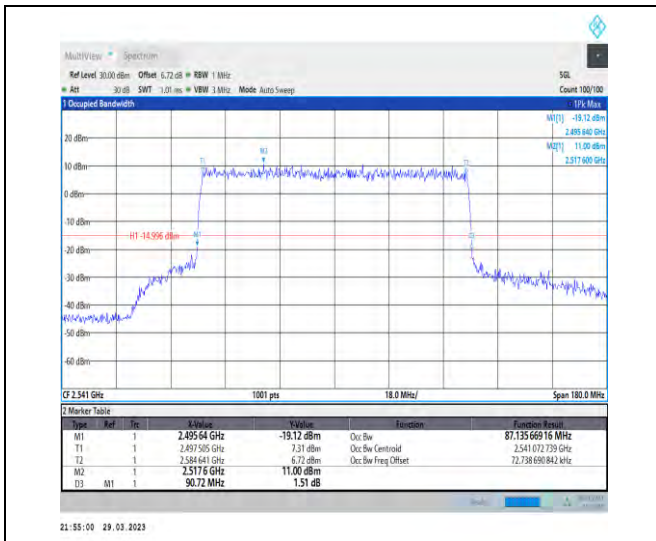 MultiView Spectrum
Ref Level 30.00 dBm Offset 6.72 dB RBW 1 MHz SGL
Att 30 dB SWT 1.01 ms VBW 3 MHz Mode Auto Sweep Count 100/100
1 Occupied Bandwidth 1Pk Max
M1[1] -19.12 dBm
2.495 640 GHz
M2[1] 11.00 dBm
2.517 600 GHz
20 dBm
M2
T1
T2
10 dBm
0 dBm
-10 dBm
H1 -14.996 dBm
M1
-20 dBm
-30 dBm
-40 dBm
-50 dBm
-60 dBm
CF 2.541 GHz 1001 pts 18.0 MHz/ Span 180.0 MHz
2 Marker Table
Type Ref Trc X-Value Y-Value Function Function Result
M1 1 2.495 64 GHz -19.12 dBm Occ Bw 87.135 669 16 MHz
T1 1 2.497 505 GHz 7.31 dBm Occ Bw Centroid 2.541 072 739 GHz
T2 1 2.584 641 GHz 6.72 dBm Occ Bw Freq Offset 72.738 690 842 kHz
M2 1 2.517 6 GHz 11.00 dBm
D3 M1 1 90.72 MHz 1.51 dB
21:55:00 29.03.2023